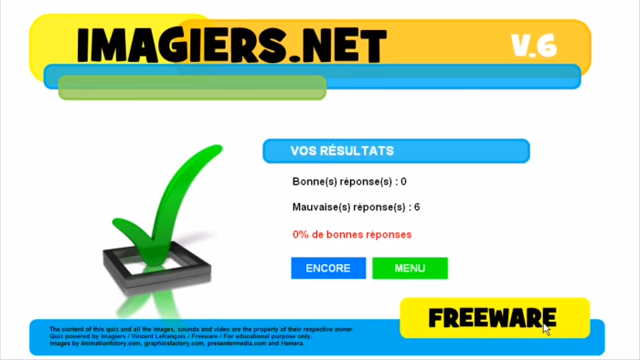 IMAGIERS.NET
V.6
VOS RÉSULTATS
Bonne(s) réponse(s) : 0
Mauvaise(s) réponse(s) : 6
0% de bonnes réponses
ENCORE
MENU
FREEWARE
The content of this quiz and all the images, sounds and video are the property of their respective owner.
Quiz powered by Imagiers / Vincent Lefrançois / Freeware / For educational purpose only.
Images by Animationfactory.com, graphicsfactory.com, presentermedia.com and Hemera.